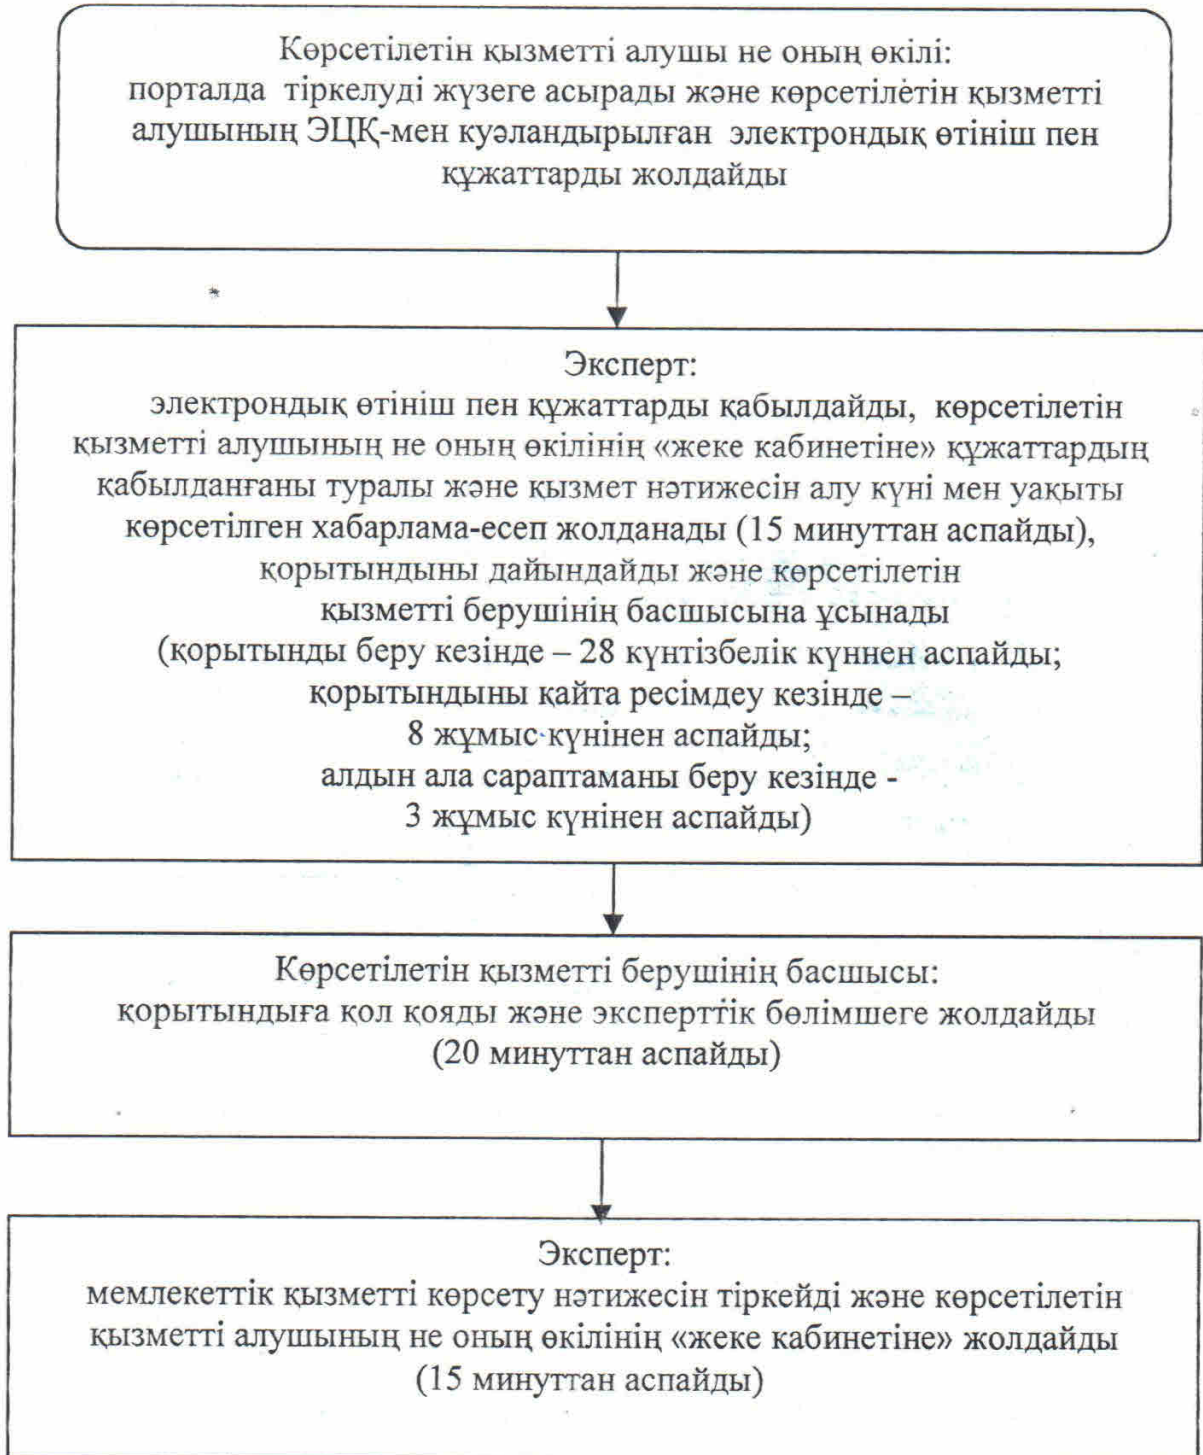 Көрсетілетін қызметті алушы не оның өкілі:
порталда тіркелуді жүзеге асырады және көрсетілетін қызметті
алушының ЭЦҚ-мен куәландырылған электрондық өтініш пен
құжаттарды жолдайды
Эксперт:
электрондық өтініш пен құжаттарды қабылдайды, көрсетілетін
қызметті алушының не оның өкілінің «жеке кабинетіне» құжаттардың
қабылданғаны туралы және қызмет нәтижесін алу күні мен уақыты
көрсетілген хабарлама-есеп жолданады (15 минуттан аспайды),
қорытындыны дайындайды және көрсетілетін
қызметті берушінің басшысына ұсынады
(қорытынды беру кезінде – 28 күнтізбелік күннен аспайды;
қорытындыны қайта ресімдеу кезінде –
8 жұмыс күнінен аспайды;
алдын ала сараптаманы беру кезінде -
3 жұмыс күнінен аспайды)
Көрсетілетін қызметті берушінің басшысы:
қорытындыға қол қояды және эксперттік бөлімшеге жолдайды
(20 минуттан аспайды)
Эксперт:
мемлекеттік қызметті көрсету нәтижесін тіркейді және көрсетілетін
қызметті алушының не оның өкілінің «жеке кабинетіне» жолдайды
(15 минуттан аспайды)